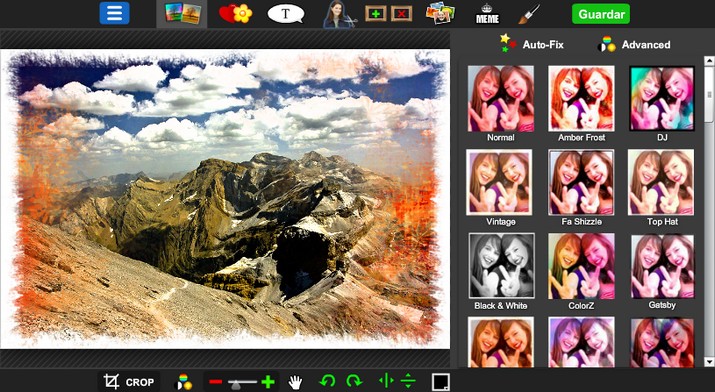 T
MEME
Guardar
Auto-Fix
Advanced
Normal
Amber Frost
DJ
Vintage
Fa Shizzle
Top Hat
Black & White
ColorZ
Gatsby
CROP